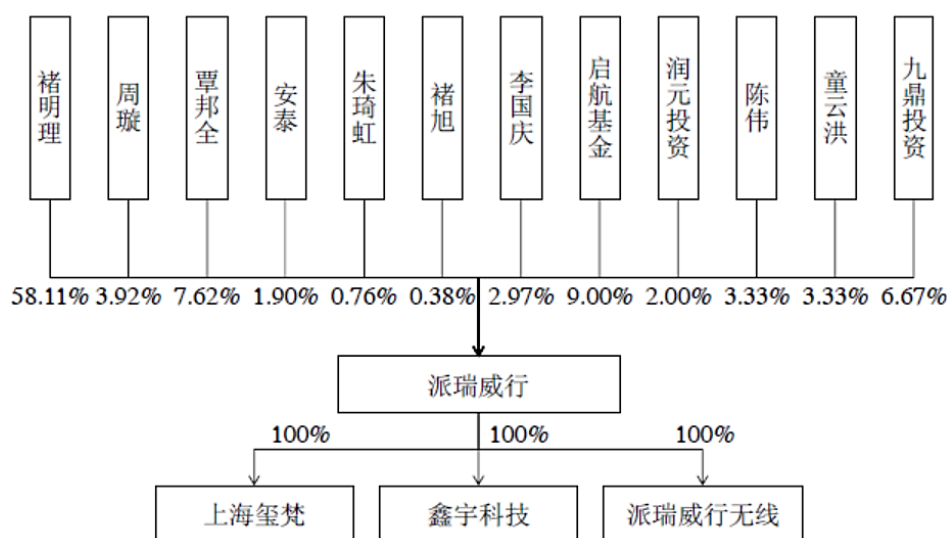 褚明理
周璇
覃邦全
安泰
朱琦虹
褚旭
李国庆
启航基金
润元投资
陈伟
童云洪
九鼎投资
58.11% 3.92% 7.62% 1.90% 0.76% 0.38% 2.97% 9.00% 2.00% 3.33% 3.33% 6.67%
派瑞威行
100% 100% 100%
上海玺梵 鑫宇科技 派瑞威行无线